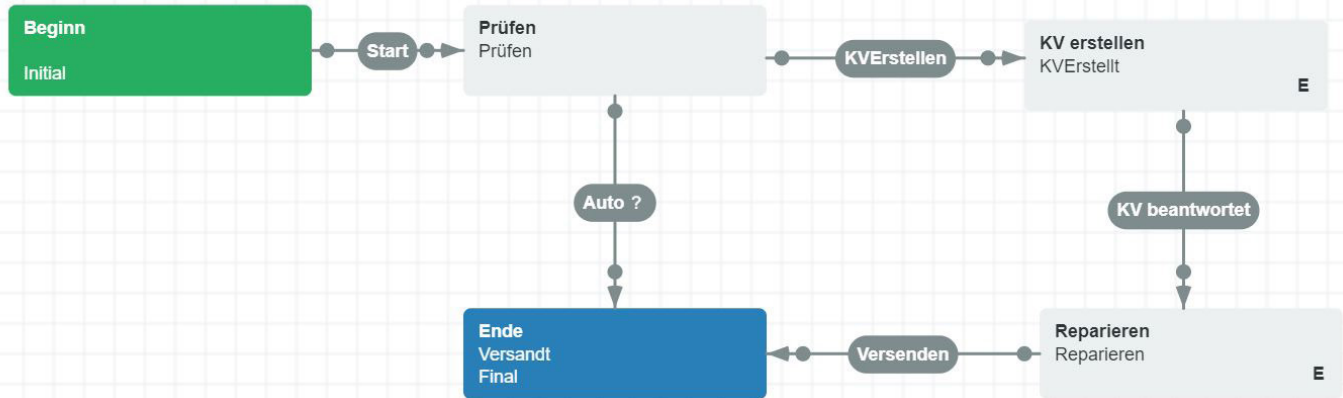 Beginn
Initial
Start
Prüfen
Prüfen
KVErstellen
KV erstellen
KVErstellt
E
Auto ?
KV beantwortet
Ende
Versandt
Final
Versenden
Reparieren
Reparieren
E